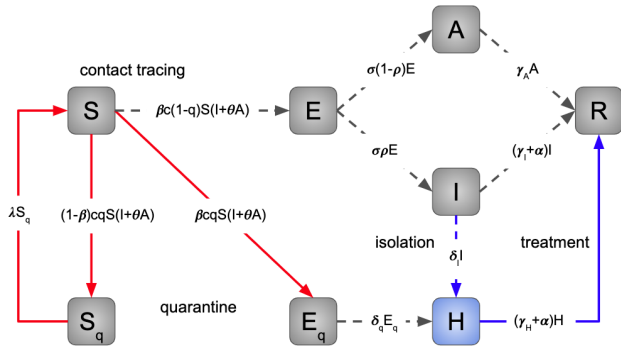 A
contact tracing
σ(1-ρ)E
γ_A A
S
βc(1-q)S(I+θA)
E
R
σρE
(γ_I+α)I
I
λS_q
(1-β)cqS(I+θA)
βcqS(I+θA)
isolation
treatment
δ_I I
quarantine
S_q
E_q
δ_q E_q
H
(γ_H+α)H